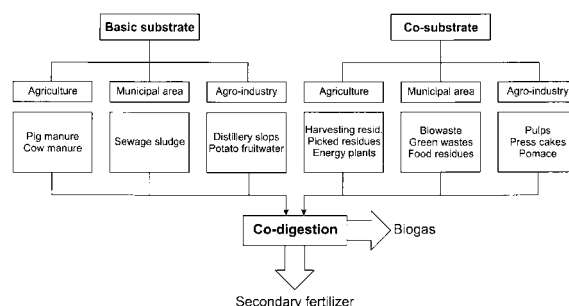 Basic substrate
Co-substrate
Agriculture
Municipal area
Agro-industry
Agriculture
Municipal area
Agro-industry
Pig manure
Cow manure
Sewage sludge
Distillery slops
Potato fruitwater
Harvesting resid.
Picked residues
Energy plants
Biowaste
Green wastes
Food residues
Pulps
Press cakes
Pomace
Co-digestion
Biogas
Secondary fertilizer